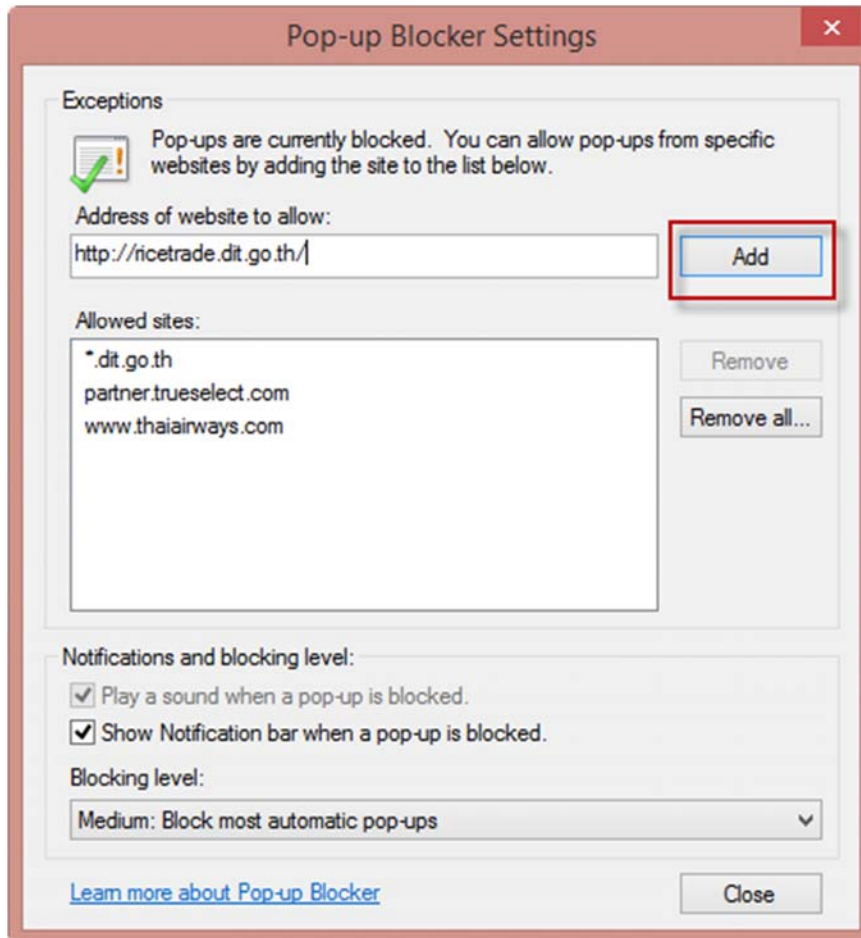 Pop-up Blocker Settings
Exceptions
Pop-ups are currently blocked. You can allow pop-ups from specific
websites by adding the site to the list below.
Address of website to allow:
http://ricetrade.dit.go.th/
Add
Allowed sites:
*.dit.go.th
partner.trueselect.com
www.thaiairways.com
Remove
Remove all...
Notifications and blocking level:
Play a sound when a pop-up is blocked.
Show Notification bar when a pop-up is blocked.
Blocking level:
Medium: Block most automatic pop-ups
Learn more about Pop-up Blocker
Close